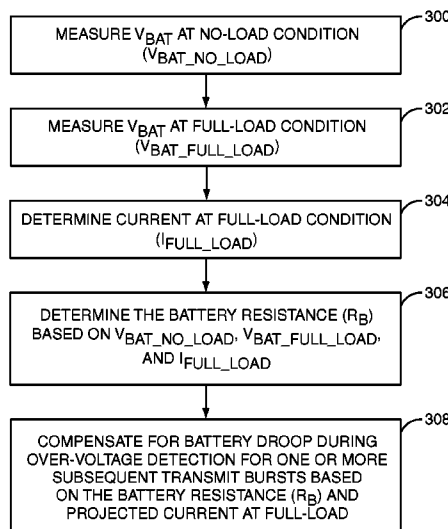 300
MEASURE VBAT AT NO-LOAD CONDITION
(VBAT_NO_LOAD)
302
MEASURE VBAT AT FULL-LOAD CONDITION
(VBAT_FULL_LOAD)
304
DETERMINE CURRENT AT FULL-LOAD CONDITION
(IFULL_LOAD)
306
DETERMINE THE BATTERY RESISTANCE (RB)
BASED ON VBAT_NO_LOAD, VBAT_FULL_LOAD,
AND IFULL_LOAD
308
COMPENSATE FOR BATTERY DROOP DURING
OVER-VOLTAGE DETECTION FOR ONE OR MORE
SUBSEQUENT TRANSMIT BURSTS BASED
ON THE BATTERY RESISTANCE (RB) AND
PROJECTED CURRENT AT FULL-LOAD